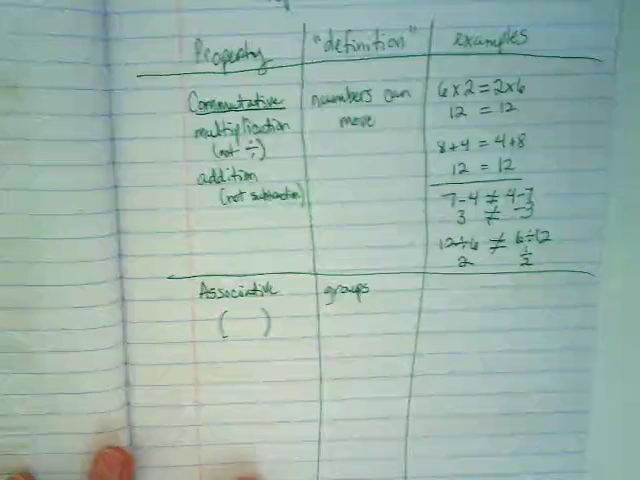 Property "definition" examples
Commutative numbers can move
multiplication
(not ÷)
addition
(not subtraction)
6 x 2 = 2 x 6
12 = 12
8 + 4 = 4 + 8
12 = 12
7 - 4 ≠ 4 - 7
3 ≠ -3
12 ÷ 6 ≠ 6 ÷ 12
2 1/2
Associative groups
( )